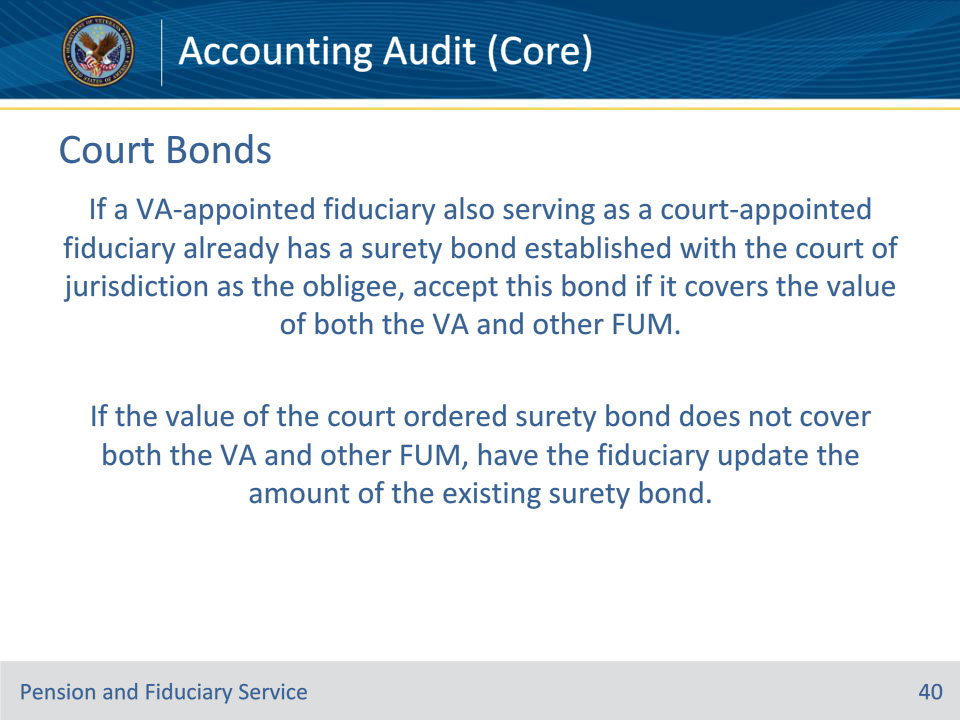 Accounting Audit (Core)
Court Bonds
If a VA-appointed fiduciary also serving as a court-appointed
fiduciary already has a surety bond established with the court of
jurisdiction as the obligee, accept this bond if it covers the value
of both the VA and other FUM.
If the value of the court ordered surety bond does not cover
both the VA and other FUM, have the fiduciary update the
amount of the existing surety bond.
Pension and Fiduciary Service
40